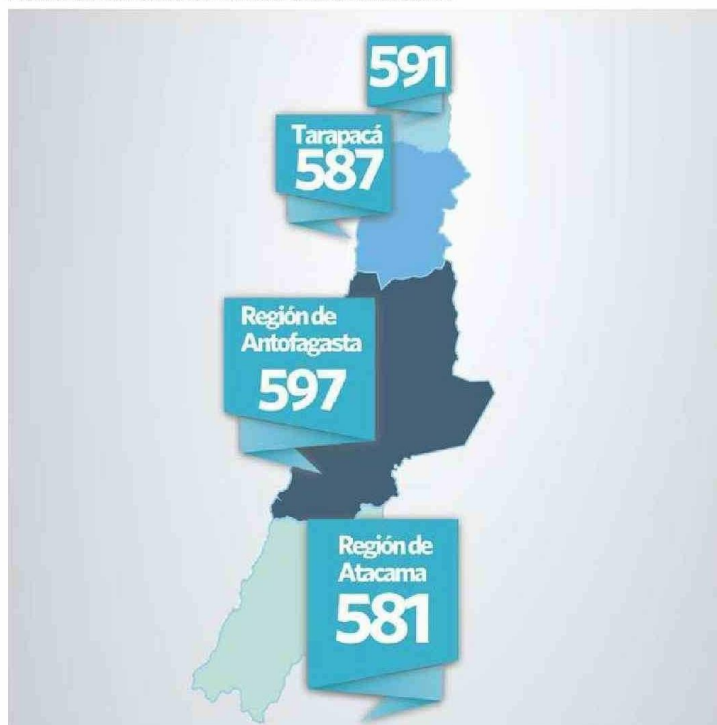 591
Tarapacá
587
Región de
Antofagasta
597
Región de
Atacama
581